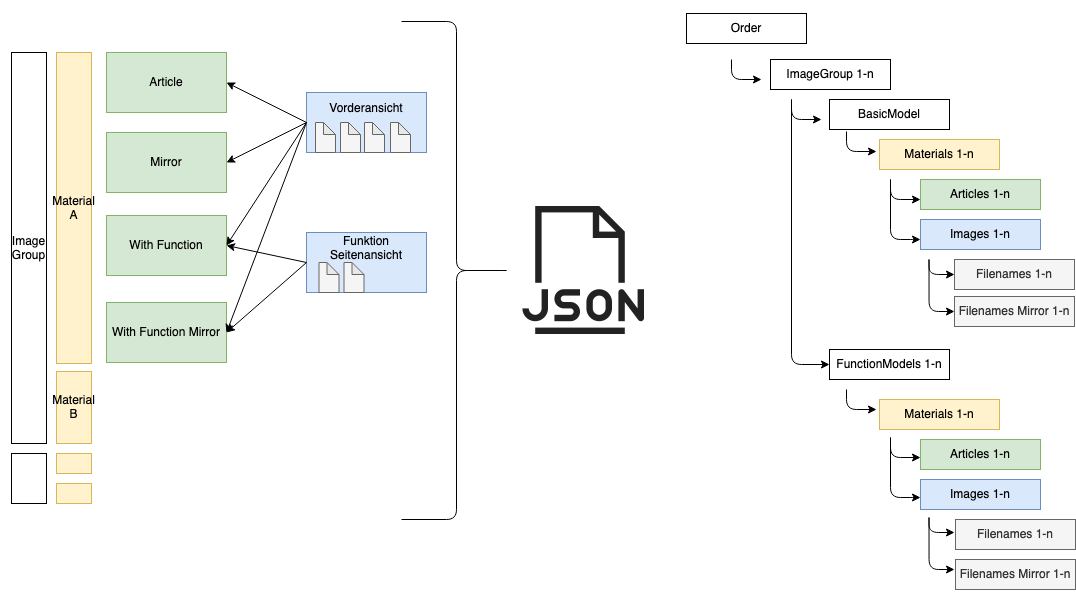 Image
Group
Material
A
Material
B
Article
Mirror
With Function
With Function Mirror
Vorderansicht
Funktion
Seitenansicht
JSON
Order
ImageGroup 1-n
BasicModel
Materials 1-n
Articles 1-n
Images 1-n
Filenames 1-n
Filenames Mirror 1-n
FunctionModels 1-n
Materials 1-n
Articles 1-n
Images 1-n
Filenames 1-n
Filenames Mirror 1-n